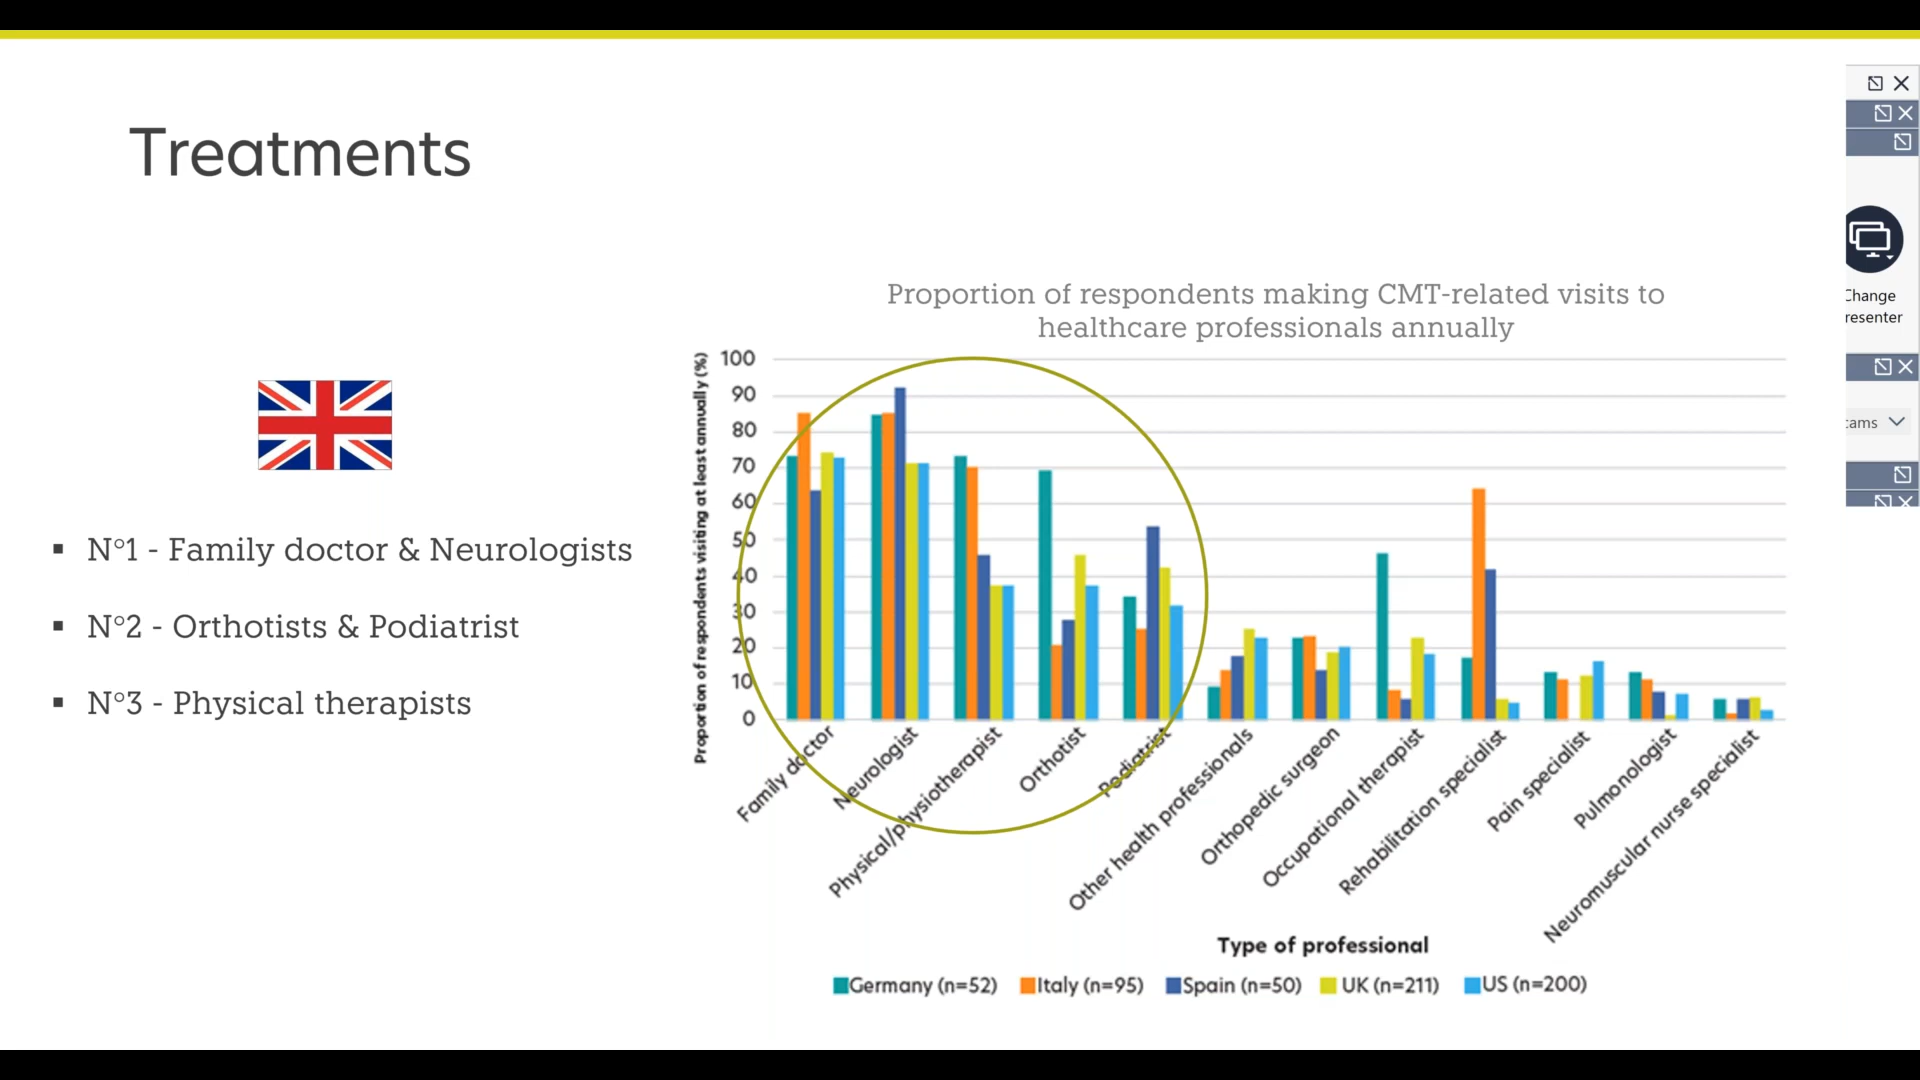 Treatments
N°1 - Family doctor & Neurologists
N°2 - Orthotists & Podiatrist
N°3 - Physical therapists
Proportion of respondents making CMT-related visits to
healthcare professionals annually
Proportion of respondents visiting at least annually (%)
100
90
80
70
60
50
40
30
20
10
0
Family doctor
Neurologist
Physical/physiotherapist
Orthotist
Podiatrist
Other health professionals
Orthopedic surgeon
Occupational therapist
Rehabilitation specialist
Pain specialist
Pulmonologist
Neuromuscular nurse specialist
Type of professional
Germany (n=52) Italy (n=95) Spain (n=50) UK (n=211) US (n=200)
Change
resenter
ams